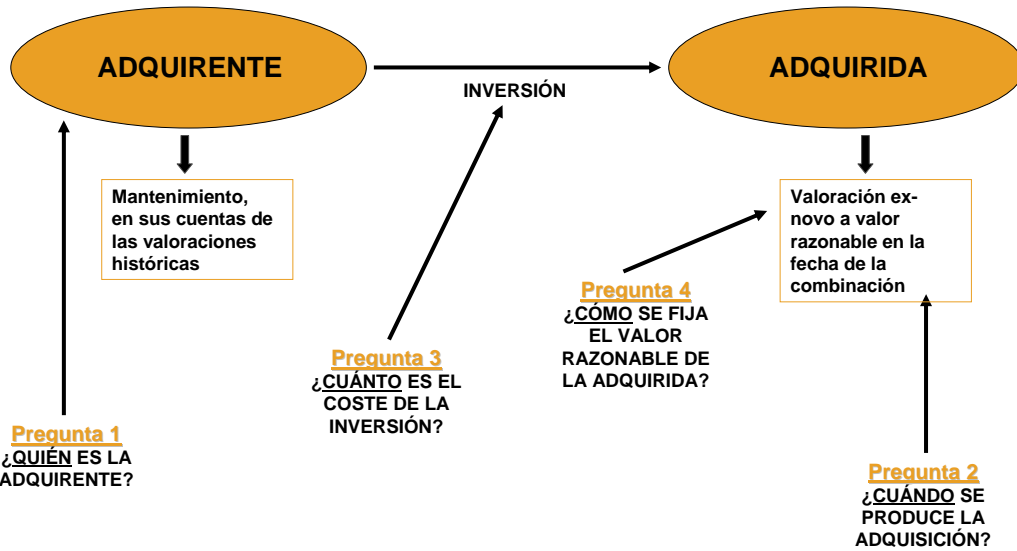 ADQUIRENTE
ADQUIRIDA
INVERSIÓN
Mantenimiento,
en sus cuentas de
las valoraciones
históricas
Valoración ex-
novo a valor
razonable en la
fecha de la
combinación
Pregunta 4
¿CÓMO SE FIJA
EL VALOR
RAZONABLE DE
LA ADQUIRIDA?
Pregunta 3
¿CUÁNTO ES EL
COSTE DE LA
INVERSIÓN?
Pregunta 1
¿QUIÉN ES LA
ADQUIRENTE?
Pregunta 2
¿CUÁNDO SE
PRODUCE LA
ADQUISICIÓN?